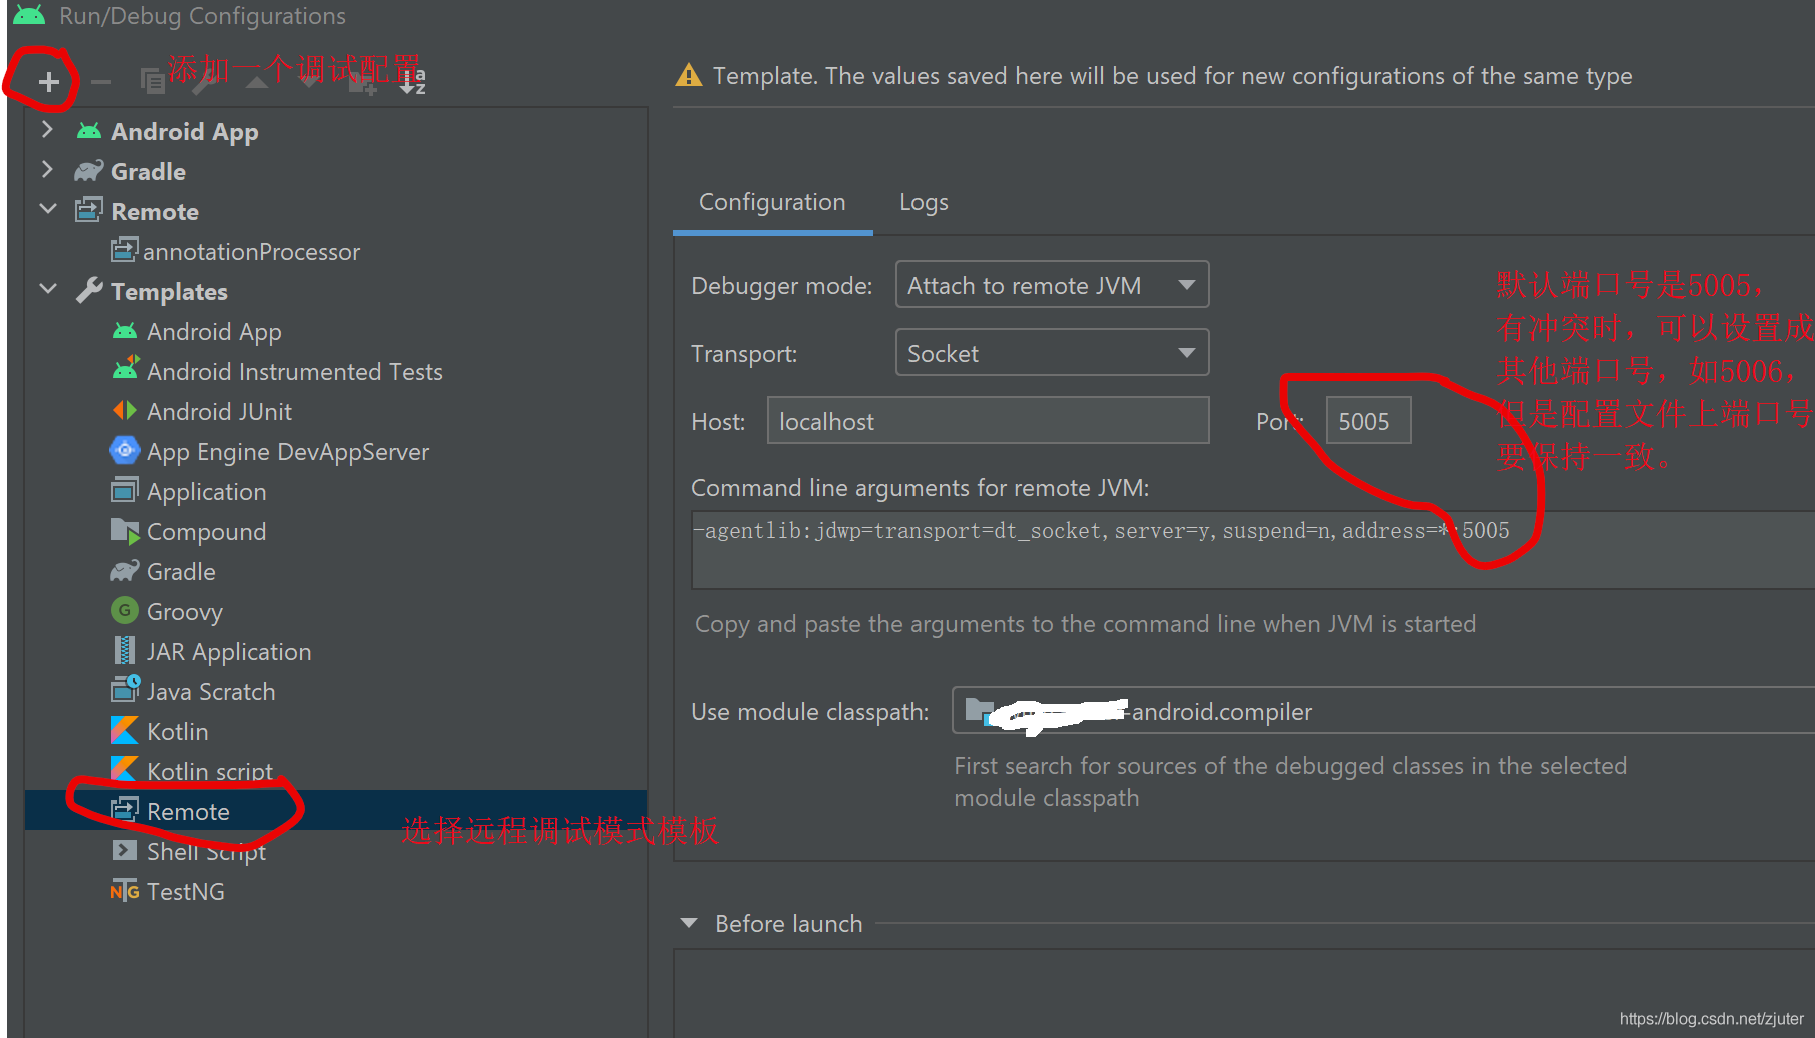 Run/Debug Configurations
添加一个调试配置
Template. The values saved here will be used for new configurations of the same type
Android App
Gradle
Remote
annotationProcessor
Templates
Android App
Android Instrumented Tests
Android JUnit
App Engine DevAppServer
Application
Compound
Gradle
Groovy
JAR Application
Java Scratch
Kotlin
Kotlin script
Remote
选择远程调试模式模板
Shell Script
TestNG
Configuration
Logs
Debugger mode:
Attach to remote JVM
Transport:
Socket
Host:
localhost
Port:
5005
默认端口号是5005，
有冲突时，可以设置成
其他端口号，如5006，
但是配置文件上端口号
要保持一致。
Command line arguments for remote JVM:
-agentlib:jdwp=transport=dt_socket,server=y,suspend=n,address=*:5005
Copy and paste the arguments to the command line when JVM is started
Use module classpath:
-android.compiler
First search for sources of the debugged classes in the selected
module classpath
Before launch
https://blog.csdn.net/zjuter